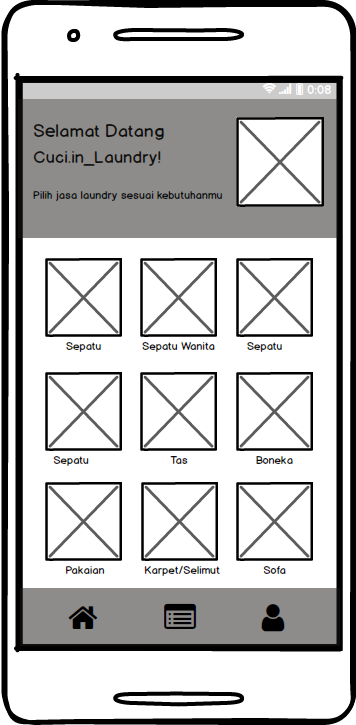 0:08
Selamat Datang
Cuci.in_Laundry!
Pilih jasa laundry sesuai kebutuhanmu
Sepatu
Sepatu Wanita
Sepatu
Sepatu
Tas
Boneka
Pakaian
Karpet/Selimut
Sofa